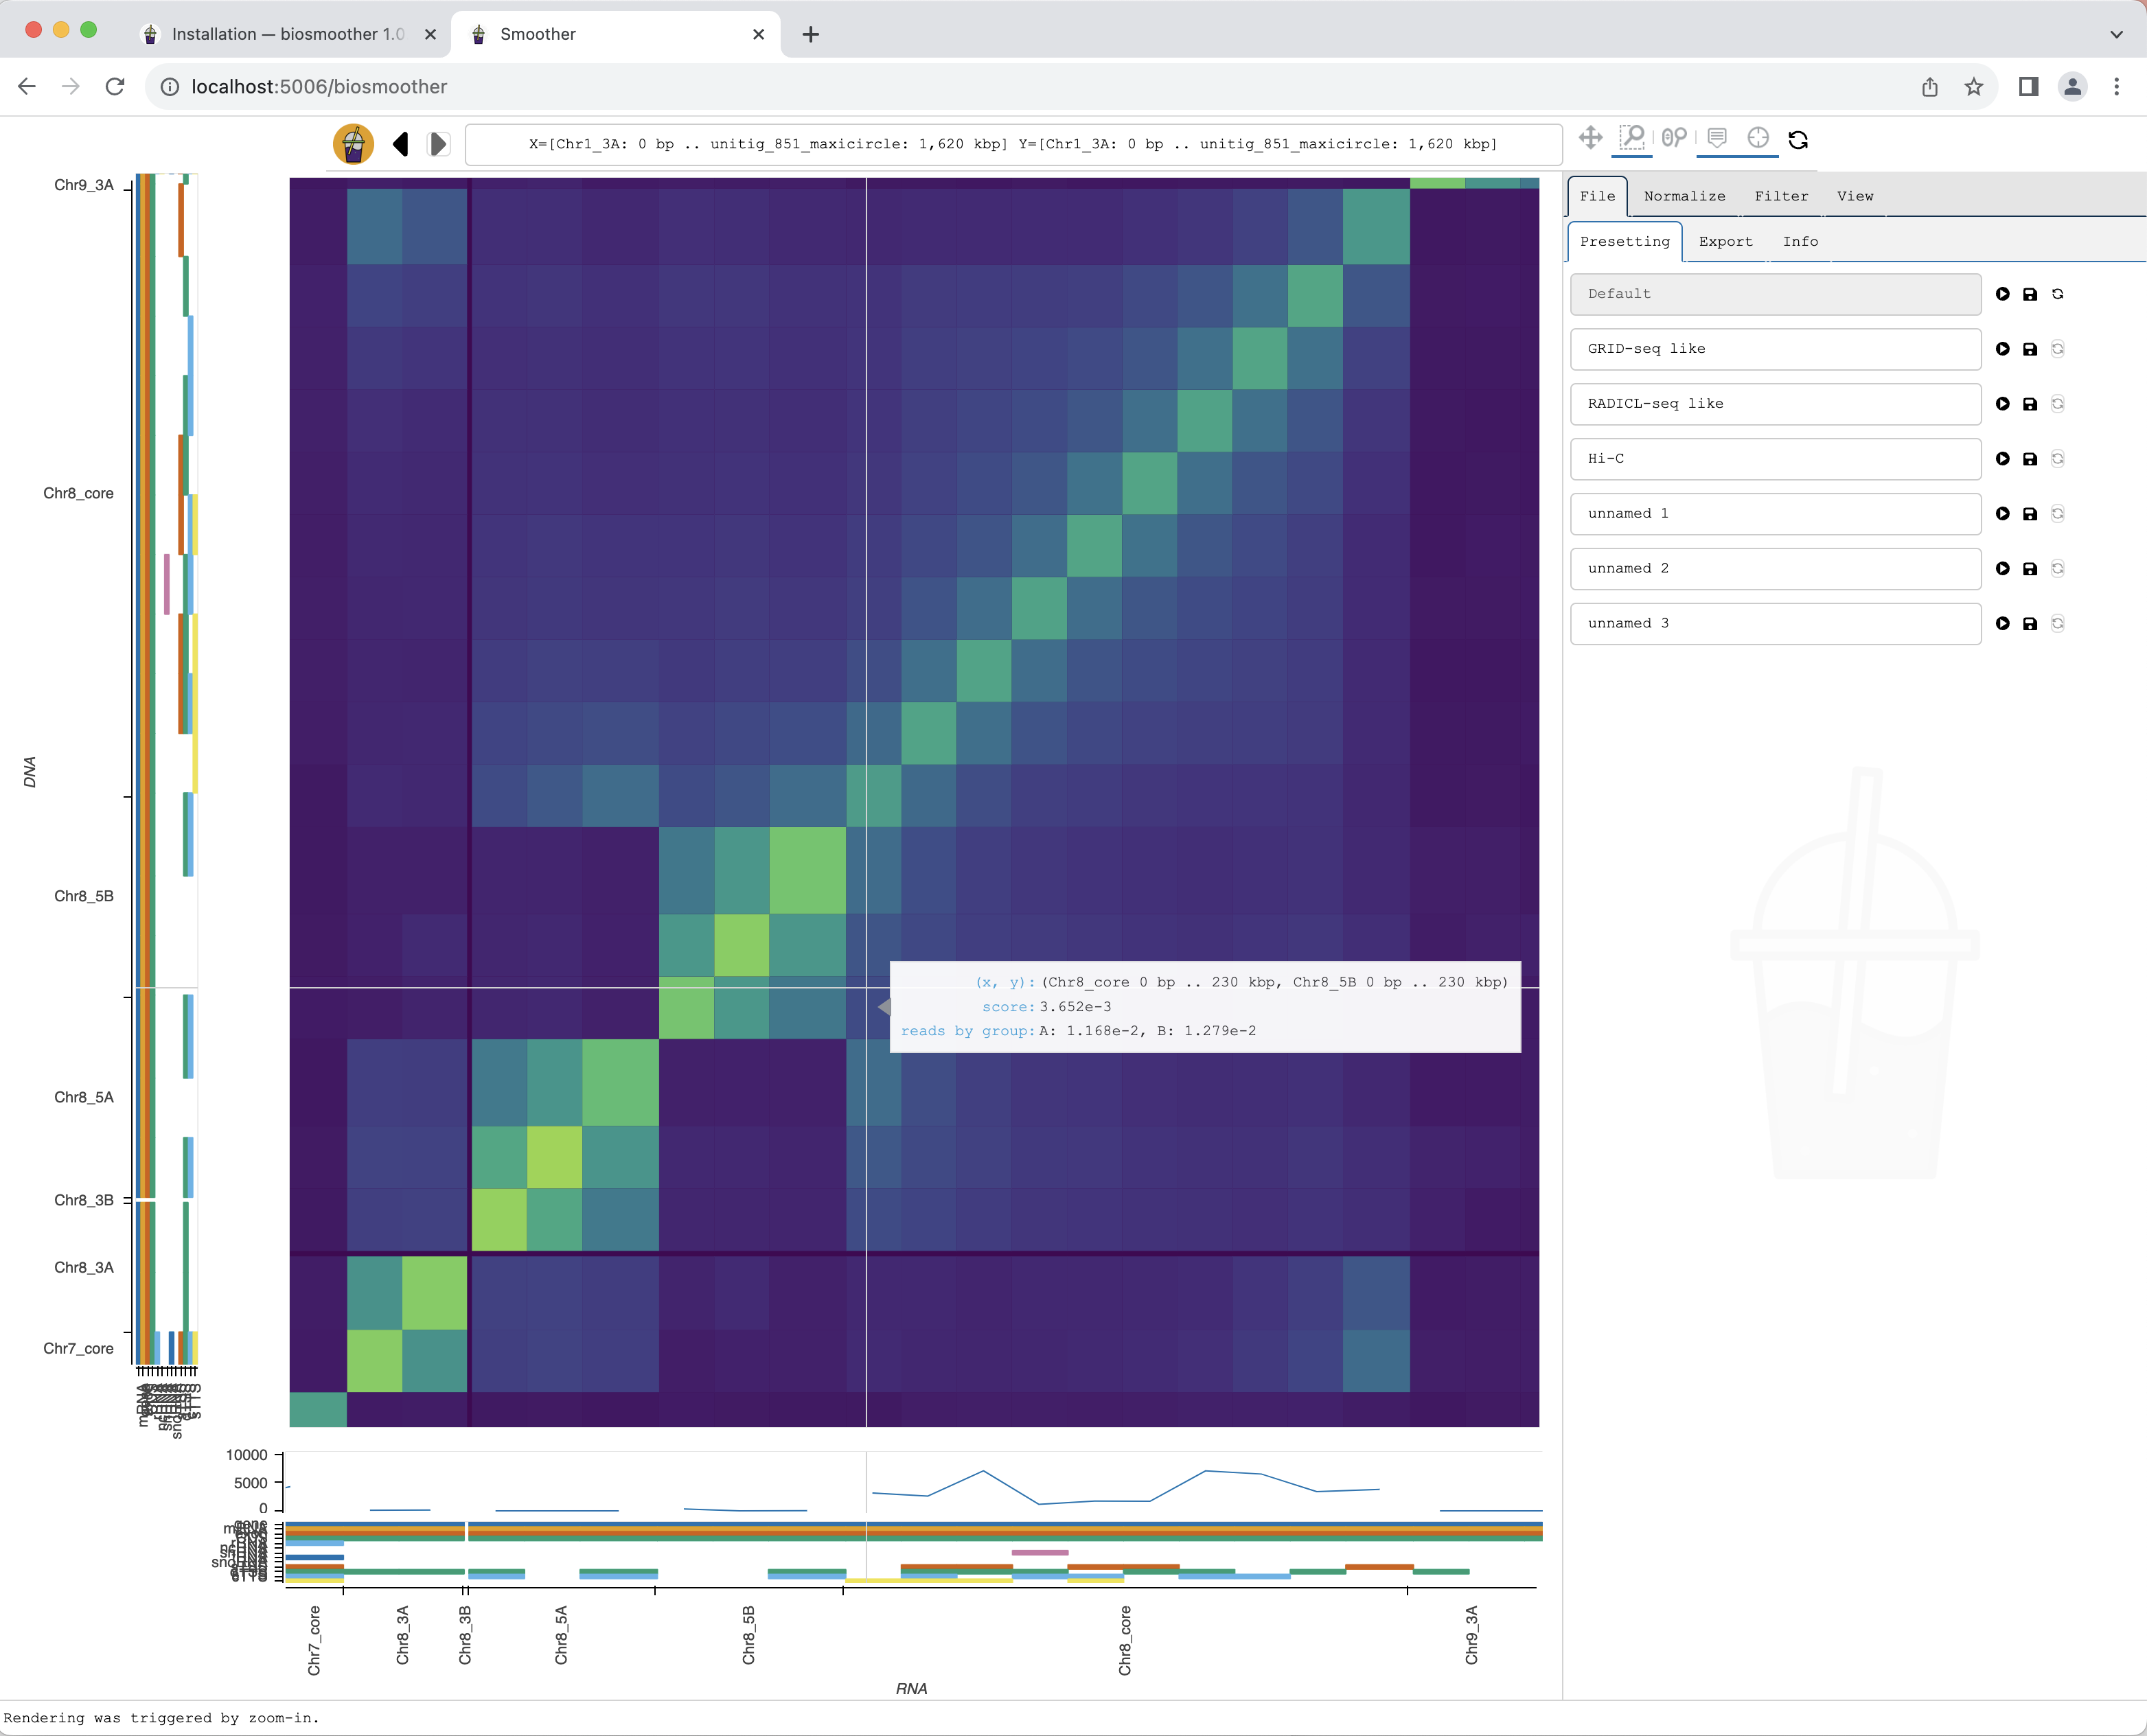 Installation — biosmoother 1.0
Smoother
localhost:5006/biosmoother
X=[Chr1_3A: 0 bp .. unitig_851_maxicircle: 1,620 kbp] Y=[Chr1_3A: 0 bp .. unitig_851_maxicircle: 1,620 kbp]
File Normalize Filter View
Presetting Export Info
Default
GRID-seq like
RADICL-seq like
Hi-C
unnamed 1
unnamed 2
unnamed 3
Chr9_3A
Chr8_core
DNA
Chr8_5B
Chr8_5A
Chr8_3B
Chr8_3A
Chr7_core
(x, y): (Chr8_core 0 bp .. 230 kbp, Chr8_5B 0 bp .. 230 kbp)
score: 3.652e-3
reads by group: A: 1.168e-2, B: 1.279e-2
10000
5000
0
Chr7_core
Chr8_3A
Chr8_3B
Chr8_5A
Chr8_5B
Chr8_core
Chr9_3A
RNA
Rendering was triggered by zoom-in.